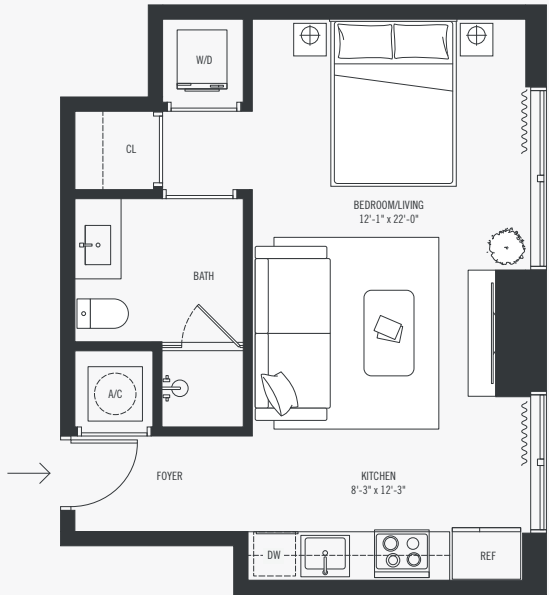 W/D
CL
BEDROOM/LIVING
12'-1" x 22'-0"
BATH
A/C
FOYER
KITCHEN
8'-3" x 12'-3"
DW
REF